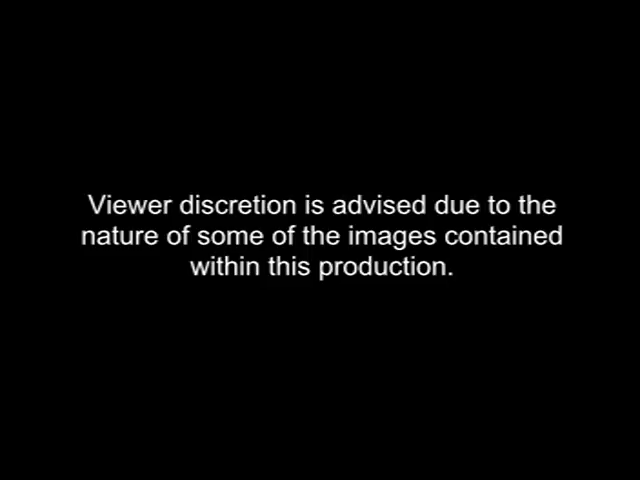 Viewer discretion is advised due to the
nature of some of the images contained
within this production.